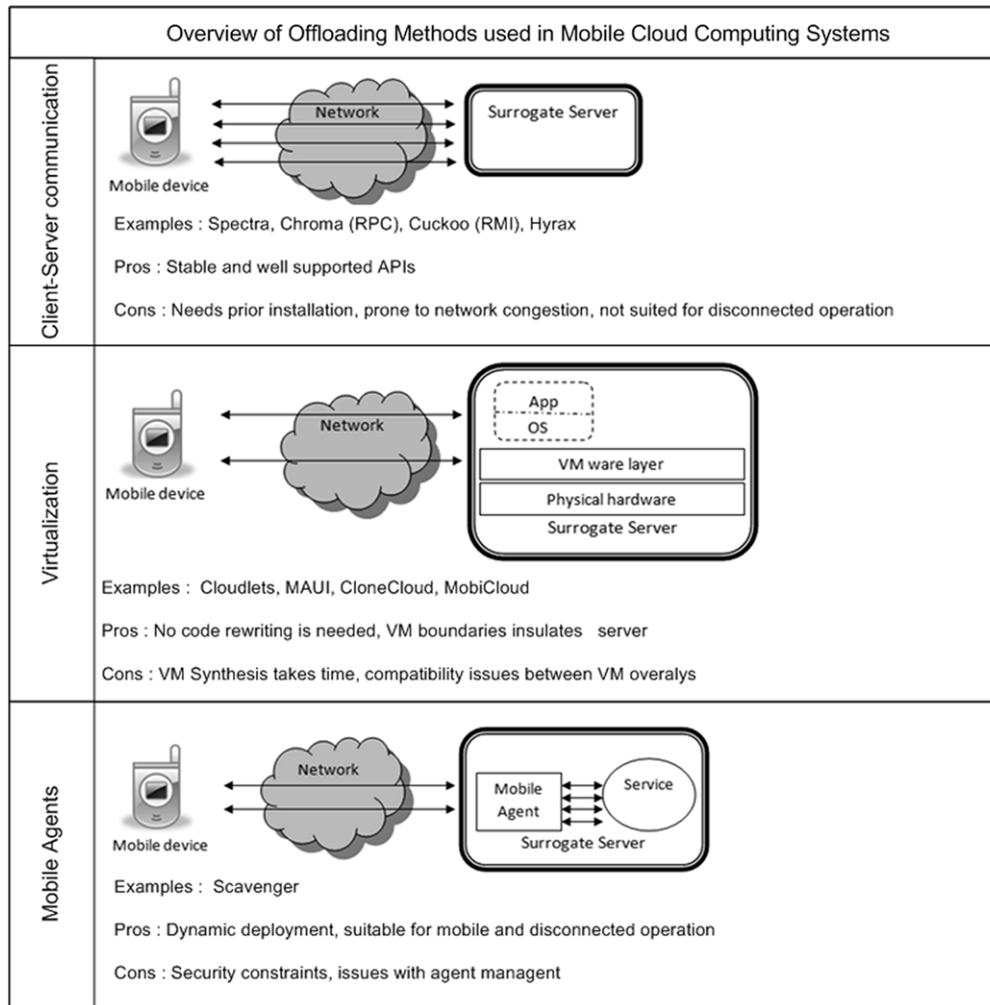 Overview of Offloading Methods used in Mobile Cloud Computing Systems
Client-Server communication
Network
Surrogate Server
Mobile device
Examples : Spectra, Chroma (RPC), Cuckoo (RMI), Hyrax
Pros : Stable and well supported APIs
Cons : Needs prior installation, prone to network congestion, not suited for disconnected operation
Virtualization
Network
Mobile device
App
OS
VM ware layer
Physical hardware
Surrogate Server
Examples : Cloudlets, MAUI, CloneCloud, MobiCloud
Pros : No code rewriting is needed, VM boundaries insulates server
Cons : VM Synthesis takes time, compatibility issues between VM overalys
Mobile Agents
Network
Mobile device
Mobile
Agent
Service
Surrogate Server
Examples : Scavenger
Pros : Dynamic deployment, suitable for mobile and disconnected operation
Cons : Security constraints, issues with agent managent